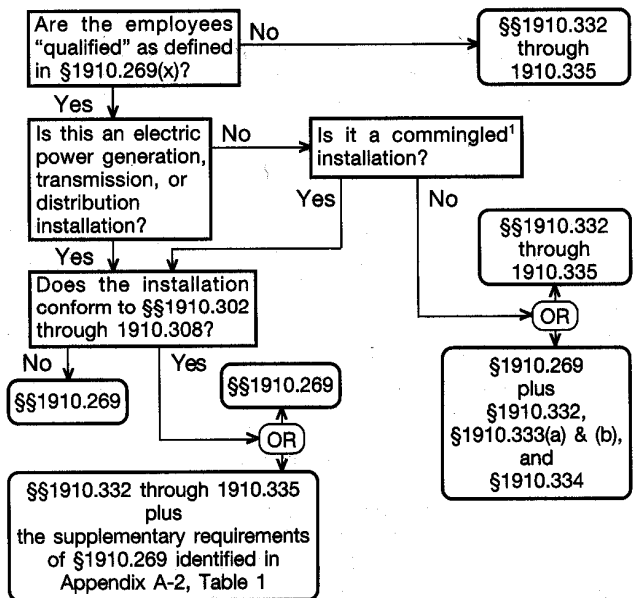 Are the employees
“qualified” as defined
in §1910.269(x)?
No
§§1910.332
through
1910.335
Yes
Is this an electric
power generation,
transmission, or
distribution
installation?
No
Is it a commingled¹
installation?
Yes
No
§§1910.332
through
1910.335
OR
§1910.269
plus
§1910.332,
§1910.333(a) & (b),
and
§1910.334
Yes
Does the installation
conform to §§1910.302
through 1910.308?
No
§§1910.269
Yes
§§1910.269
OR
§§1910.332 through 1910.335
plus
the supplementary requirements
of §1910.269 identified in
Appendix A-2, Table 1